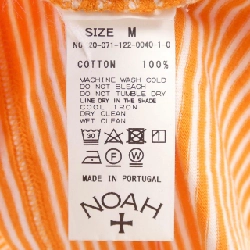 SIZE M
NO 20-071-122-0040 1 0
COTTON 100%
MACHINE WASH COLD
DO NOT BLEACH
DO NOT TUMBLE DRY
LINE DRY IN THE SHADE
COOL IRON
DRY CLEAN
WET CLEAN
MADE IN PORTUGAL
NOAH